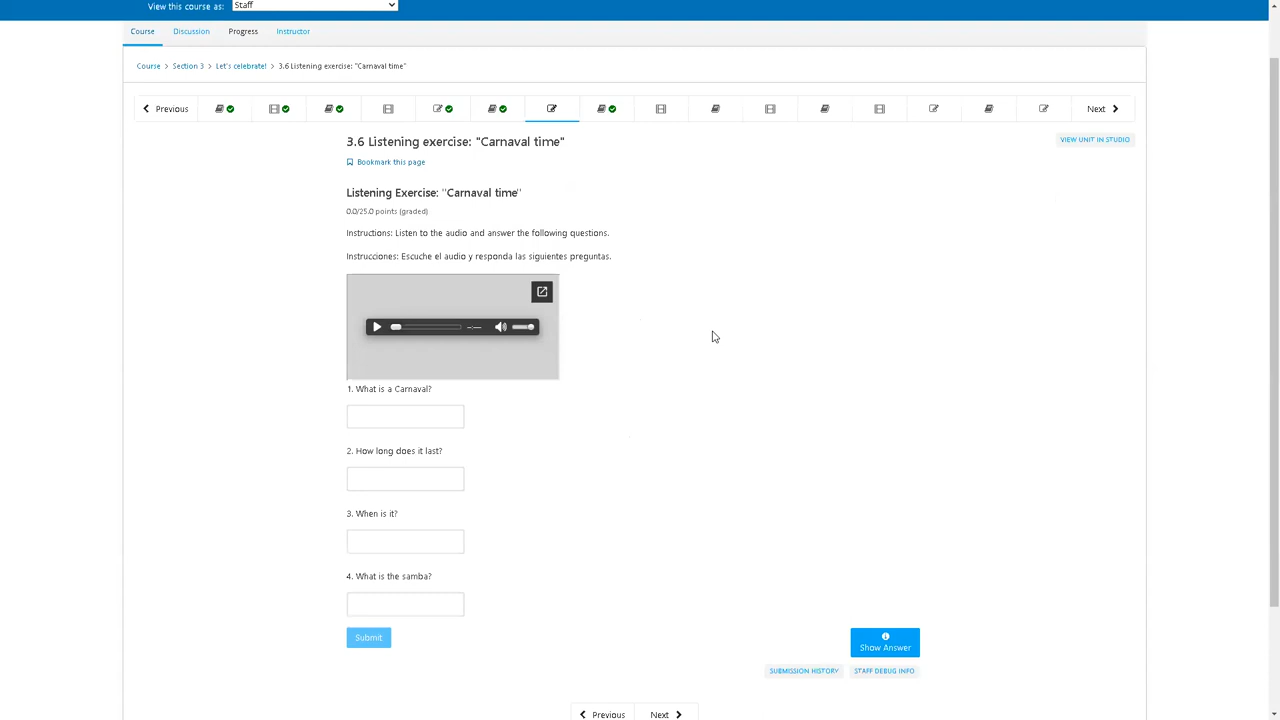 View this course as: Staff
Course Discussion Progress Instructor
Course > Section 3 > Let's celebrate! > 3.6 Listening exercise: "Carnaval time"
Previous Next
3.6 Listening exercise: "Carnaval time"
VIEW UNIT IN STUDIO
Bookmark this page
Listening Exercise: "Carnaval time"
0.0/25.0 points (graded)
Instructions: Listen to the audio and answer the following questions.
Instrucciones: Escuche el audio y responda las siguientes preguntas.
--:--
1. What is a Carnaval?
2. How long does it last?
3. When is it?
4. What is the samba?
Submit
Show Answer
SUBMISSION HISTORY STAFF DEBUG INFO
Previous Next